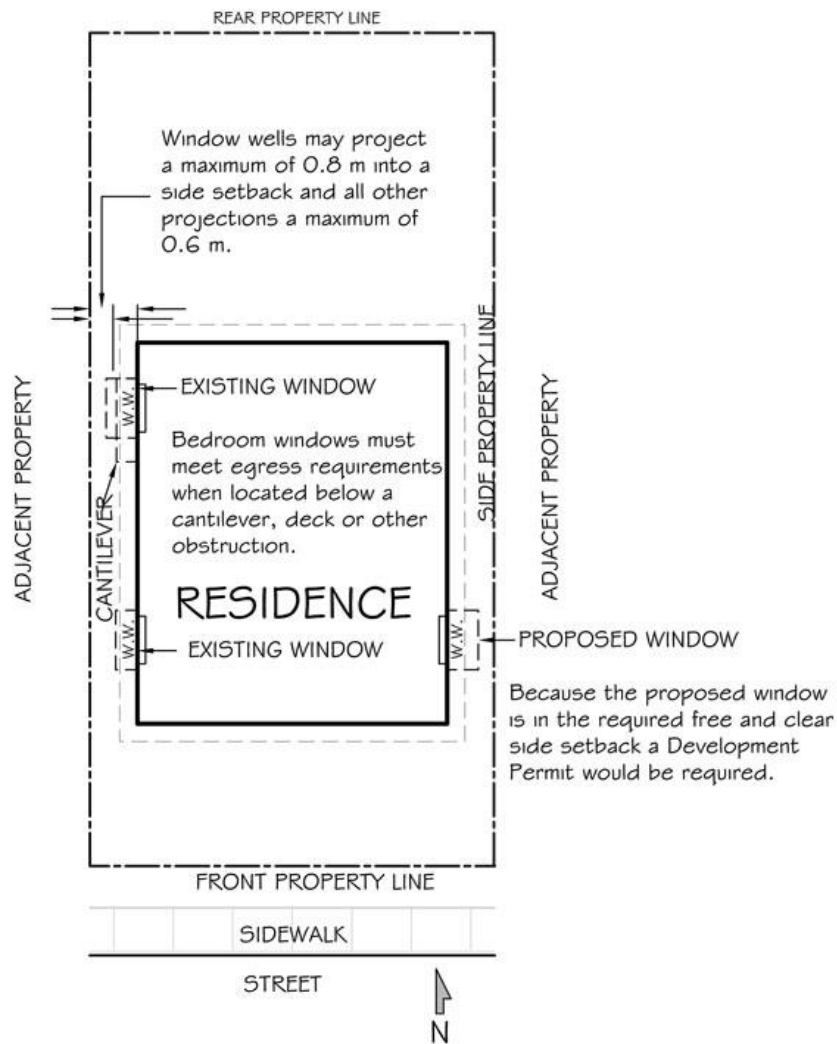 REAR PROPERTY LINE
Window wells may project
a maximum of 0.8 m into a
side setback and all other
projections a maximum of
0.6 m.
SIDE PROPERTY LINE
ADJACENT PROPERTY
ADJACENT PROPERTY
W.W.
EXISTING WINDOW
Bedroom windows must
meet egress requirements
when located below a
cantilever, deck or other
obstruction.
CANTILEVER
RESIDENCE
W.W.
EXISTING WINDOW
W.W.
PROPOSED WINDOW
Because the proposed window
is in the required free and clear
side setback a Development
Permit would be required.
FRONT PROPERTY LINE
SIDEWALK
STREET
N